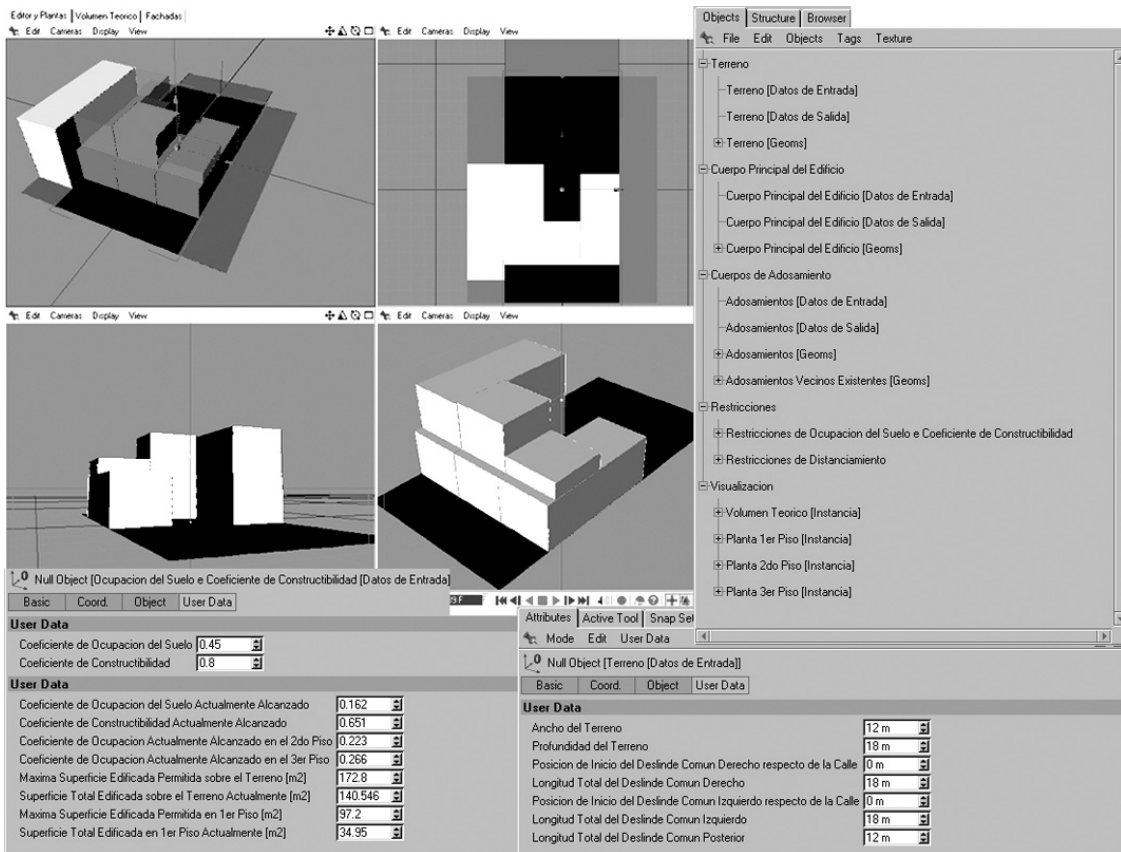 Editor y Plantas Volumen Teorico Fachadas
Edit Cameras Display View
Edit Cameras Display View
Edit Cameras Display View
Edit Cameras Display View
Objects Structure Browser
File Edit Objects Tags Texture
Terreno
Terreno [Datos de Entrada]
Terreno [Datos de Salida]
Terreno [Geoms]
Cuerpo Principal del Edificio
Cuerpo Principal del Edificio [Datos de Entrada]
Cuerpo Principal del Edificio [Datos de Salida]
Cuerpo Principal del Edificio [Geoms]
Cuerpos de Adosamiento
Adosamientos [Datos de Entrada]
Adosamientos [Datos de Salida]
Adosamientos [Geoms]
Adosamientos Vecinos Existentes [Geoms]
Restricciones
Restricciones de Ocupacion del Suelo e Coeficiente de Constructibilidad
Restricciones de Distanciamiento
Visualizacion
Volumen Teorico [Instancia]
Planta 1er Piso [Instancia]
Planta 2do Piso [Instancia]
Planta 3er Piso [Instancia]
Null Object [Ocupacion del Suelo e Coeficiente de Constructibilidad [Datos de Entrada]
Basic Coord. Object User Data
User Data
Coeficiente de Ocupacion del Suelo 0.45
Coeficiente de Constructibilidad 0.8
User Data
Coeficiente de Ocupacion del Suelo Actualmente Alcanzado 0.162
Coeficiente de Constructibilidad Actualmente Alcanzado 0.651
Coeficiente de Ocupacion Actualmente Alcanzado en el 2do Piso 0.223
Coeficiente de Ocupacion Actualmente Alcanzado en el 3er Piso 0.266
Maxima Superficie Edificada Permitida sobre el Terreno [m2] 172.8
Superficie Total Edificada sobre el Terreno Actualmente [m2] 140.546
Maxima Superficie Edificada Permitida en 1er Piso [m2] 97.2
Superficie Total Edificada en 1er Piso Actualmente [m2] 34.95
Attributes Active Tool Snap Set
Mode Edit User Data
Null Object [Terreno [Datos de Entrada]]
Basic Coord. Object User Data
User Data
Ancho del Terreno 12 m
Profundidad del Terreno 18 m
Posicion de Inicio del Deslinde Comun Derecho respecto de la Calle 0 m
Longitud Total del Deslinde Comun Derecho 18 m
Posicion de Inicio del Deslinde Comun Izquierdo respecto de la Calle 0 m
Longitud Total del Deslinde Comun Izquierdo 18 m
Longitud Total del Deslinde Comun Posterior 12 m